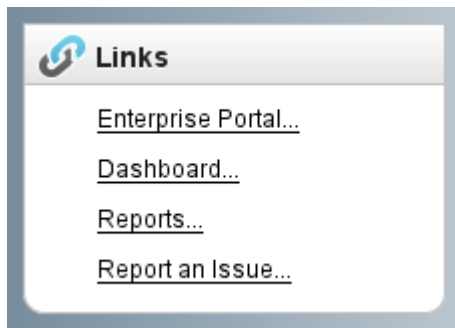 Links
Enterprise Portal...
Dashboard...
Reports...
Report an Issue...